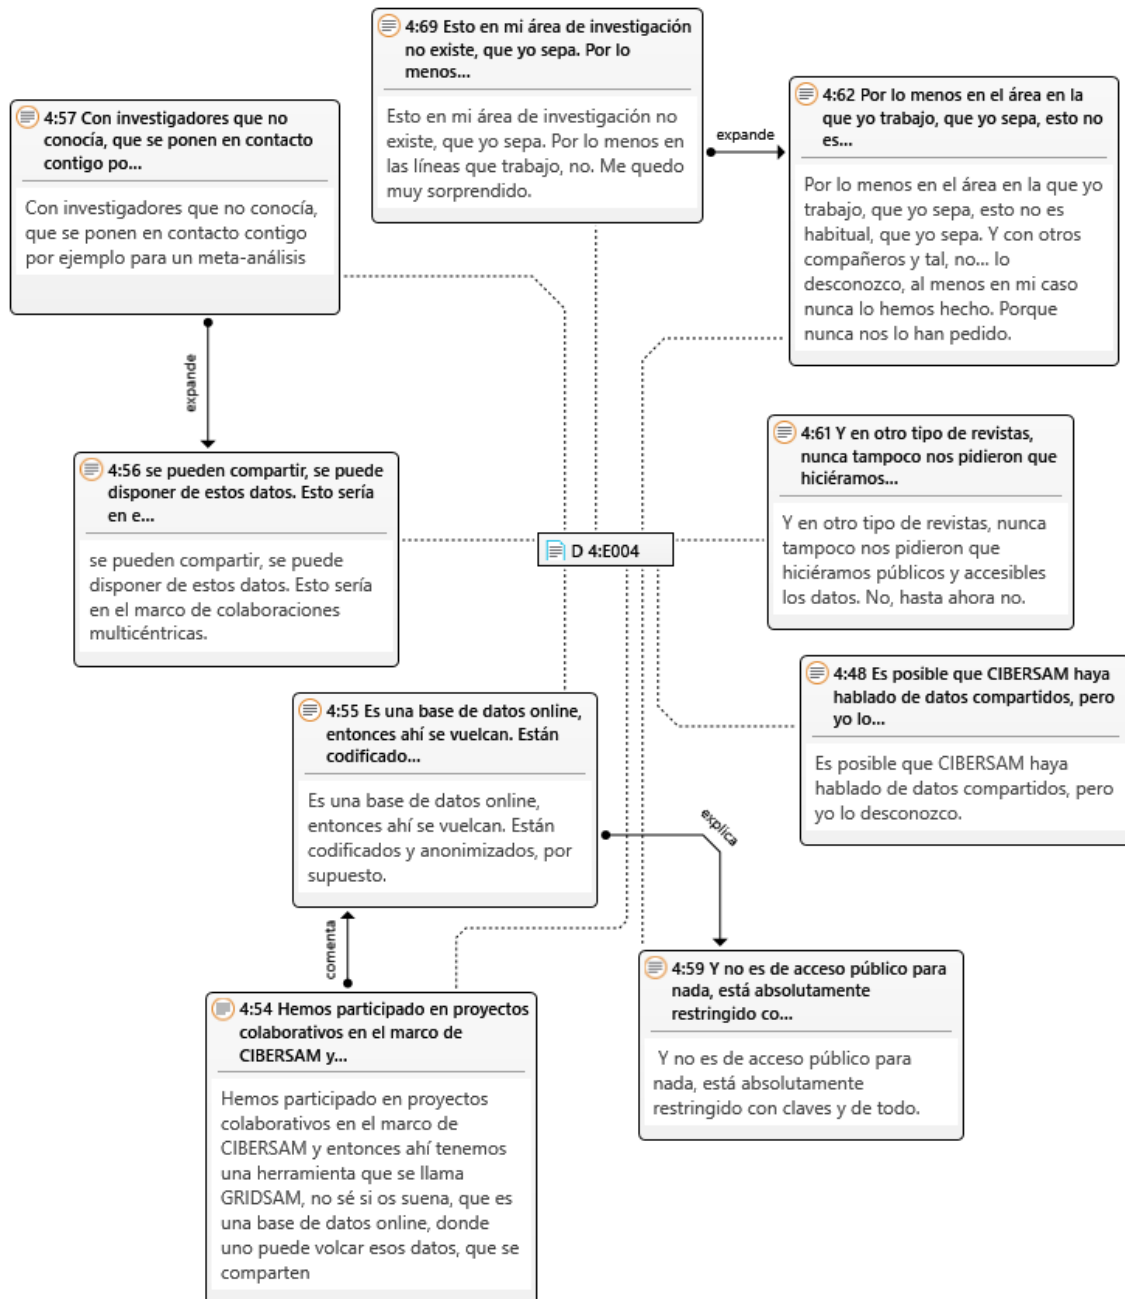 4:69 Esto en mi área de investigación
no existe, que yo sepa. Por lo
menos...
Esto en mi área de investigación no
existe, que yo sepa. Por lo menos en
las líneas que trabajo, no. Me quedo
muy sorprendido.
expande
4:62 Por lo menos en el área en la
que yo trabajo, que yo sepa, esto no
es...
Por lo menos en el área en la que yo
trabajo, que yo sepa, esto no es
habitual, que yo sepa. Y con otros
compañeros y tal, no... lo
desconozco, al menos en mi caso
nunca lo hemos hecho. Porque
nunca nos lo han pedido.
4:57 Con investigadores que no
conocía, que se ponen en contacto
contigo po...
Con investigadores que no conocía,
que se ponen en contacto contigo
por ejemplo para un meta-análisis
expande
4:56 se pueden compartir, se puede
disponer de estos datos. Esto sería
en e...
se pueden compartir, se puede
disponer de estos datos. Esto sería
en el marco de colaboraciones
multicéntricas.
4:61 Y en otro tipo de revistas,
nunca tampoco nos pidieron que
hiciéramos...
Y en otro tipo de revistas, nunca
tampoco nos pidieron que
hiciéramos públicos y accesibles
los datos. No, hasta ahora no.
D 4:E004
4:48 Es posible que CIBERSAM haya
hablado de datos compartidos, pero
yo lo...
Es posible que CIBERSAM haya
hablado de datos compartidos, pero
yo lo desconozco.
4:55 Es una base de datos online,
entonces ahí se vuelcan. Están
codificado...
Es una base de datos online,
entonces ahí se vuelcan. Están
codificados y anonimizados, por
supuesto.
explica
comenta
4:59 Y no es de acceso público para
nada, está absolutamente
restringido co...
Y no es de acceso público para
nada, está absolutamente
restringido con claves y de todo.
4:54 Hemos participado en proyectos
colaborativos en el marco de
CIBERSAM y...
Hemos participado en proyectos
colaborativos en el marco de
CIBERSAM y entonces ahí tenemos
una herramienta que se llama
GRIDSAM, no sé si os suena, que es
una base de datos online, donde
uno puede volcar esos datos, que se
comparten